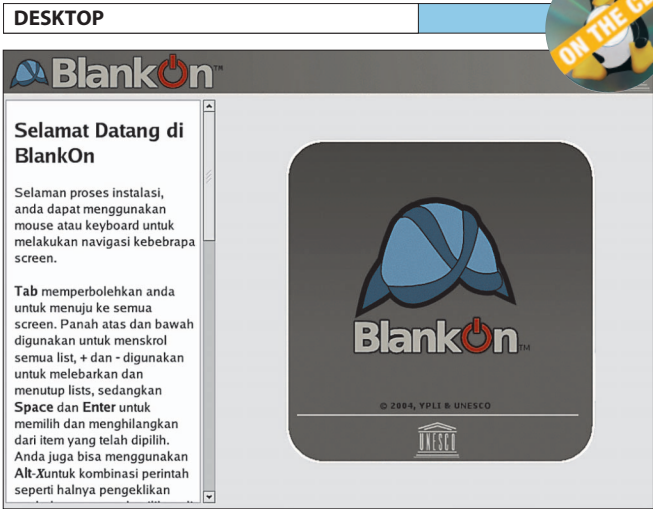 DESKTOP
ON THE CD
BlankOn™
Selamat Datang di
BlankOn
Selaman proses instalasi,
anda dapat menggunakan
mouse atau keyboard untuk
melakukan navigasi kebebrapa
screen.
Tab memperbolehkan anda
untuk menuju ke semua
screen. Panah atas dan bawah
digunakan untuk menskrol
semua list, + dan - digunakan
untuk melebarkan dan
menutup lists, sedangkan
Space dan Enter untuk
memilih dan menghilangkan
dari item yang telah dipilih.
Anda juga bisa menggunakan
Alt-Xuntuk kombinasi perintah
seperti halnya pengeklikan
BlankOn™
© 2004, YPLI & UNESCO
UNESCO